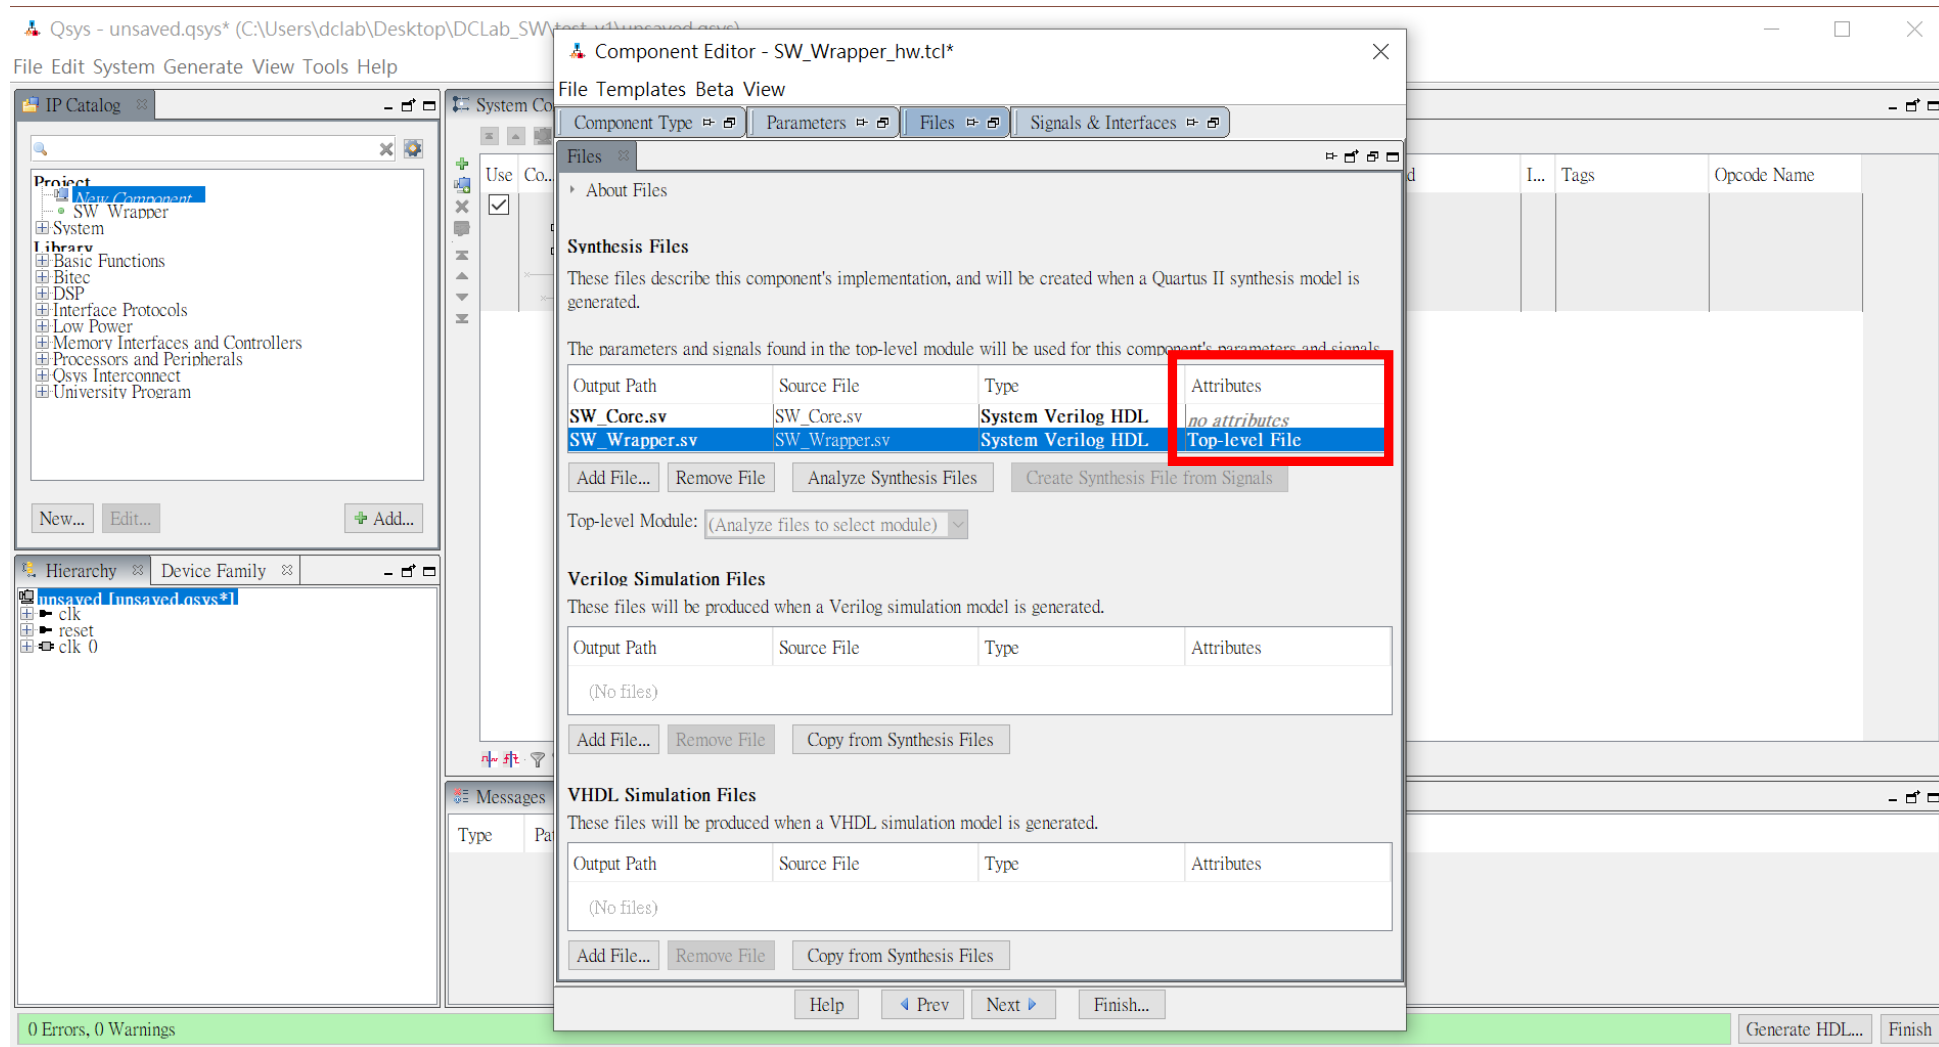 Qsys - unsaved.qsys* (C:\Users\dclab\Desktop\DCLab_SW\test_v1\unsaved.qsys)
File Edit System Generate View Tools Help
IP Catalog
Project
New Component...
SW_Wrapper
System
Library
Basic Functions
Bitec
DSP
Interface Protocols
Low Power
Memory Interfaces and Controllers
Processors and Peripherals
Qsys Interconnect
University Program
New... Edit... Add...
Hierarchy Device Family
unsaved [unsaved.qsys*]
clk
reset
clk_0
System Co
Use Co... d I... Tags Opcode Name
Messages
Type Pa
Component Editor - SW_Wrapper_hw.tcl*
File Templates Beta View
Component Type Parameters Files Signals & Interfaces
Files
About Files
Synthesis Files
These files describe this component's implementation, and will be created when a Quartus II synthesis model is
generated.
The parameters and signals found in the top-level module will be used for this component's parameters and signals.
Output Path Source File Type Attributes
SW_Core.sv SW_Core.sv System Verilog HDL no attributes
SW_Wrapper.sv SW_Wrapper.sv System Verilog HDL Top-level File
Add File... Remove File Analyze Synthesis Files Create Synthesis File from Signals
Top-level Module: (Analyze files to select module)
Verilog Simulation Files
These files will be produced when a Verilog simulation model is generated.
Output Path Source File Type Attributes
(No files)
Add File... Remove File Copy from Synthesis Files
VHDL Simulation Files
These files will be produced when a VHDL simulation model is generated.
Output Path Source File Type Attributes
(No files)
Add File... Remove File Copy from Synthesis Files
Help Prev Next Finish...
0 Errors, 0 Warnings
Generate HDL... Finish